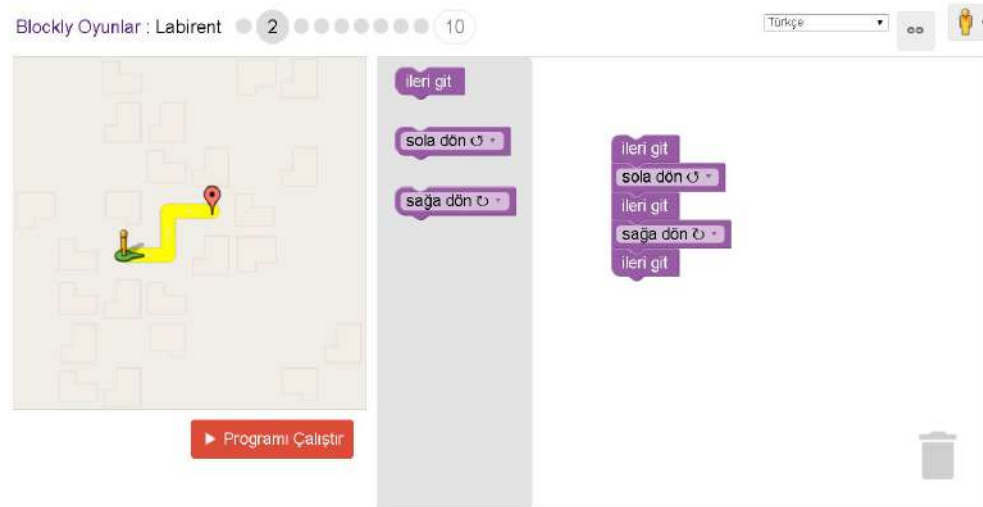 Blockly Oyunlar : Labirent 2 10
Türkçe
ileri git
sola dön ↺
sağa dön ↻
ileri git
sola dön ↺
ileri git
sağa dön ↻
ileri git
Programı Çalıştır